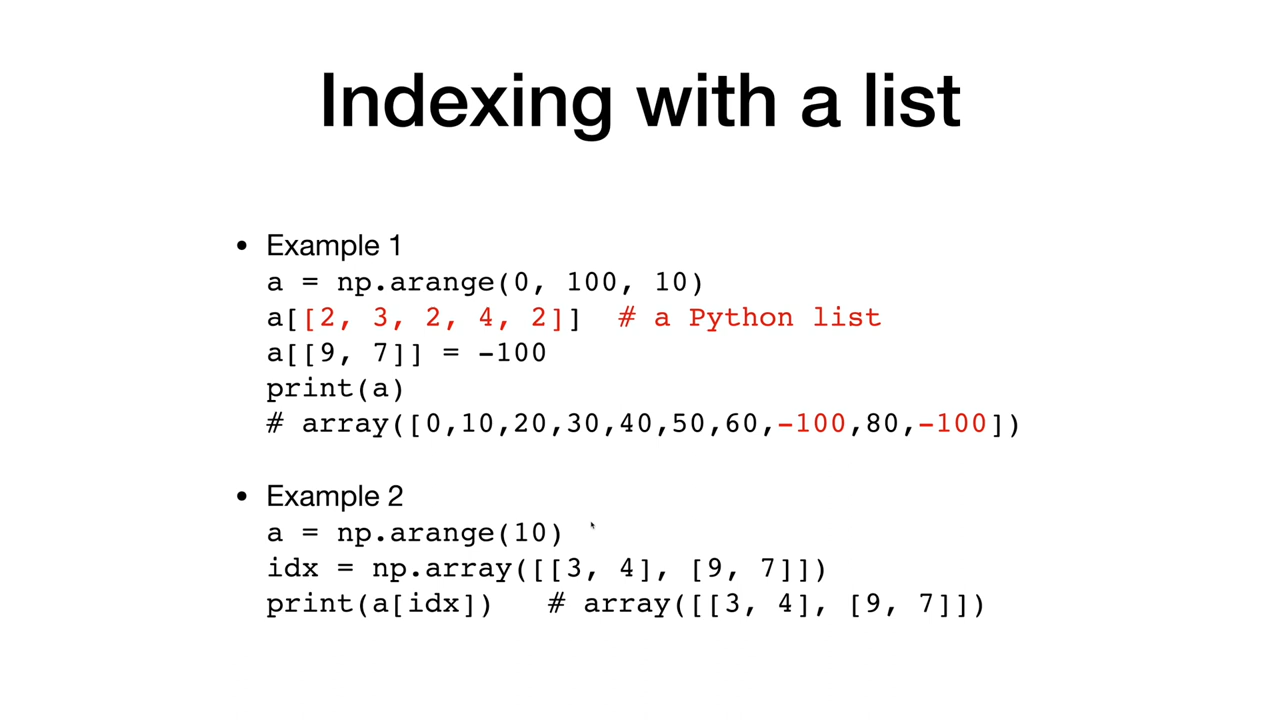 Indexing with a list
• Example 1
a = np.arange(0, 100, 10)
a[[2, 3, 2, 4, 2]]  # a Python list
a[[9, 7]] = -100
print(a)
# array([0,10,20,30,40,50,60,-100,80,-100])
• Example 2
a = np.arange(10)
idx = np.array([[3, 4], [9, 7]])
print(a[idx])   # array([[3, 4], [9, 7]])